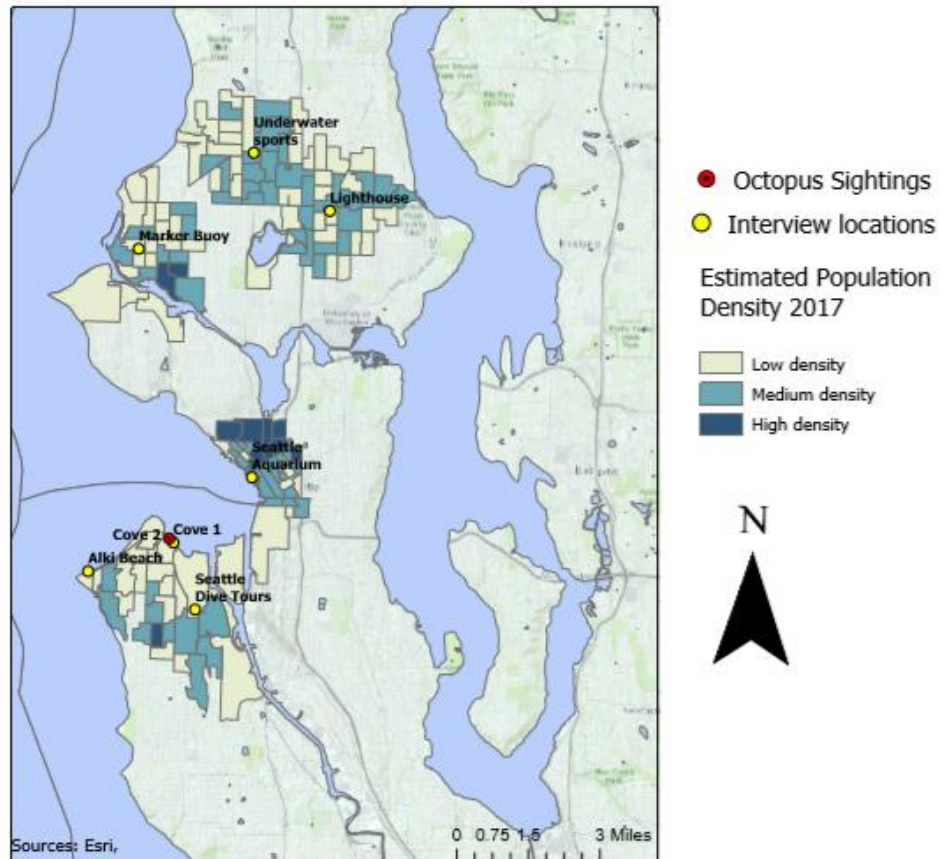 Underwater
sports
Lighthouse
Marker Buoy
Seattle
Aquarium
Cove 2
Cove 1
Alki Beach
Seattle
Dive Tours
0 0.75 1.5 3 Miles
Sources: Esri,
Octopus Sightings
Interview locations
Estimated Population
Density 2017
Low density
Medium density
High density
N